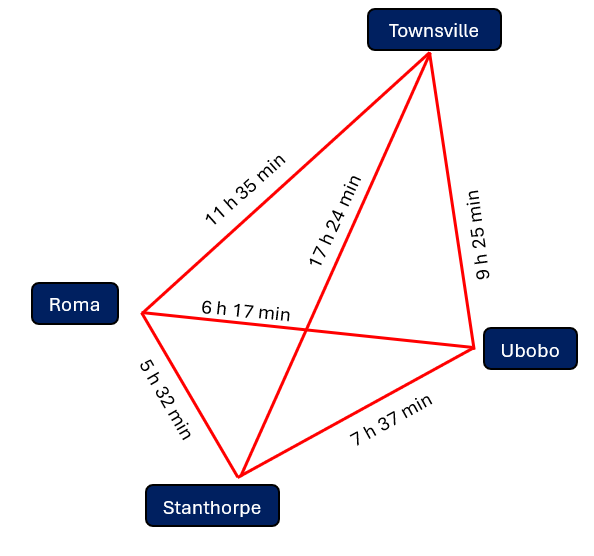 Townsville
11 h 35 min
17 h 24 min
9 h 25 min
Roma
6 h 17 min
Ubobo
5 h 32 min
7 h 37 min
Stanthorpe